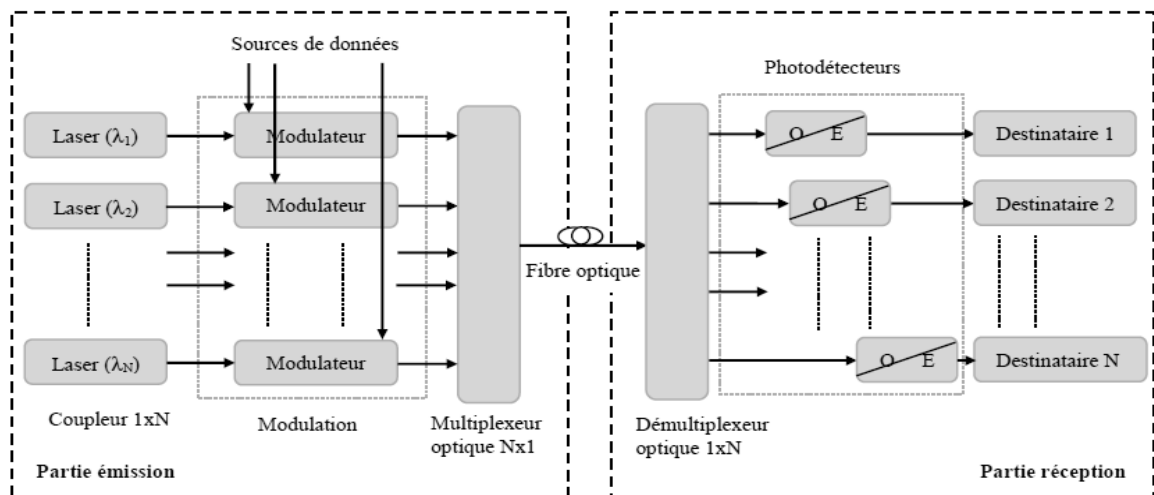 Sources de données
Photodétecteurs
Laser (λ1)
Modulateur
O E
Destinataire 1
Laser (λ2)
Modulateur
O E
Destinataire 2
Fibre optique
Laser (λN)
Modulateur
O E
Destinataire N
Coupleur 1xN
Modulation
Multiplexeur
optique Nx1
Démultiplexeur
optique 1xN
Partie émission
Partie réception